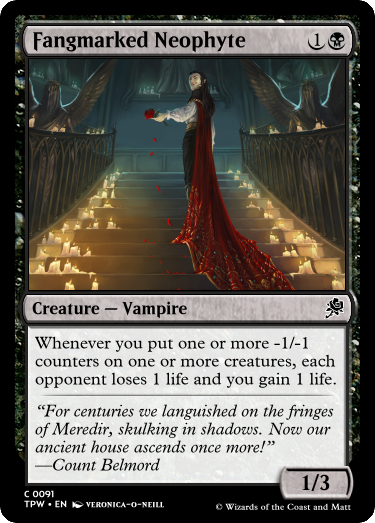 Fangmarked Neophyte 1
Creature — Vampire
Whenever you put one or more -1/-1
counters on one or more creatures, each
opponent loses 1 life and you gain 1 life.
“For centuries we languished on the fringes
of Meredir, skulking in shadows. Now our
ancient house ascends once more!”
—Count Belmord
1/3
C 0091
TPW • EN VERONICA-O-NEILL
© Wizards of the Coast and Matt